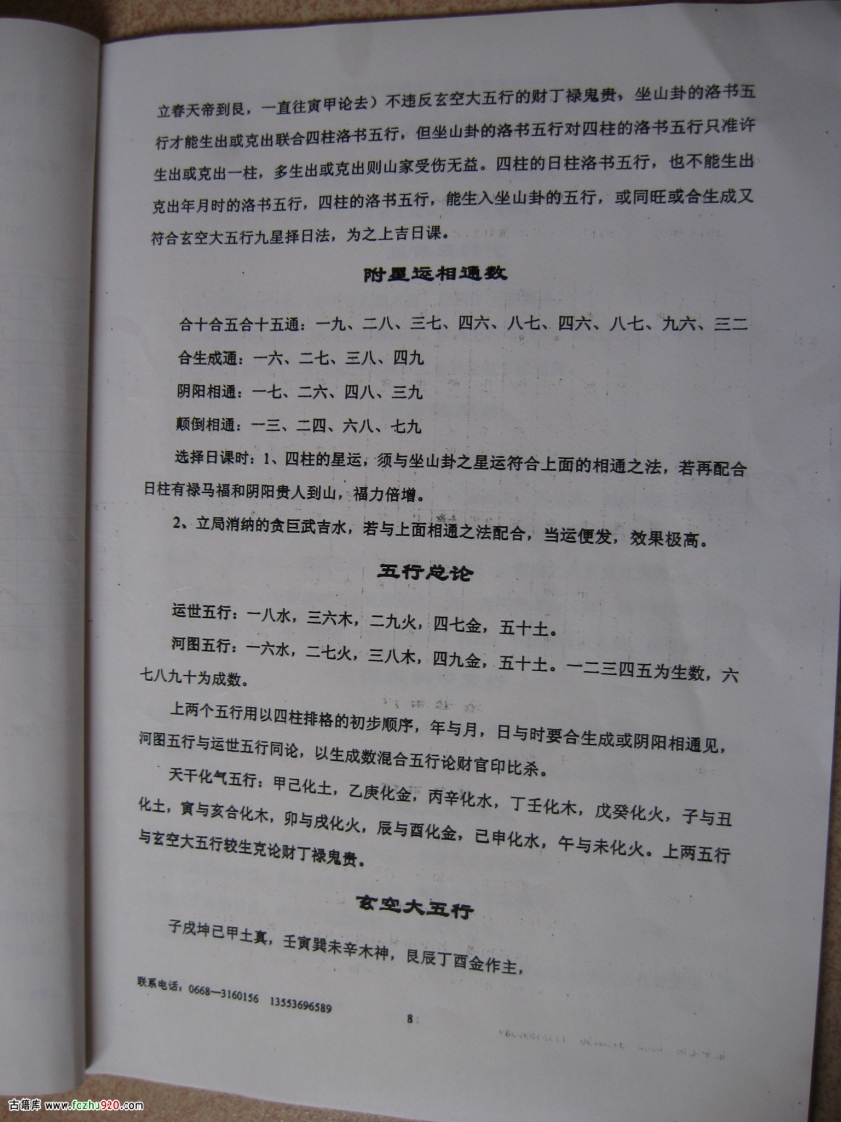 立春天帝到艮，一直往寅甲论去）不违反玄空大五行的财丁禄鬼贵，坐山卦的洛书五
行才能生出或克出联合四柱洛书五行，但坐山卦的洛书五行对四柱的洛书五行只准许
生出或克出一柱，多生出或克出则山家受伤无益。四柱的日柱洛书五行，也不能生出
克出年月时的洛书五行，四柱的洛书五行，能生入坐山卦的五行，或同旺或合生成又
符合玄空大五行九星择日法，为之上吉日课。
附星运相通数
合十合五合十五通：一九、二八、三七、四六、八七、四六、八七、九六、三二
合生成通：一六、二七、三八、四九
阴阳相通：一七、二六、四八、三九
颠倒相通：一三、二四、六八、七九
选择日课时：1、四柱的星运，须与坐山卦之星运符合上面的相通之法，若再配合
日柱有禄马福和阴阳贵人到山，福力倍增。
2、立局消纳的贪巨武吉水，若与上面相通之法配合，当运便发，效果极高。
五行总论
运世五行：一八水，三六木，二九火，四七金，五十土。
河图五行：一六水，二七火，三八木，四九金，五十土。一二三四五为生数，六
七八九十为成数。
上两个五行用以四柱排格的初步顺序，年与月，日与时要合生成或阴阳相通见，
河图五行与运世五行同论，以生成数混合五行论财官印比杀。
天干化气五行：甲己化土，乙庚化金，丙辛化水，丁壬化木，戊癸化火，子与丑
化土，寅与亥合化木，卯与戌化火，辰与酉化金，已申化水，午与未化火。上两五行
与玄空大五行较生克论财丁禄鬼贵。
玄空大五行
子戌坤已甲土真，壬寅巽未辛木神，艮辰丁酉金作主，
联系电话：0668—3160156 13553696589
8
古籍库 www.fczhu920.com